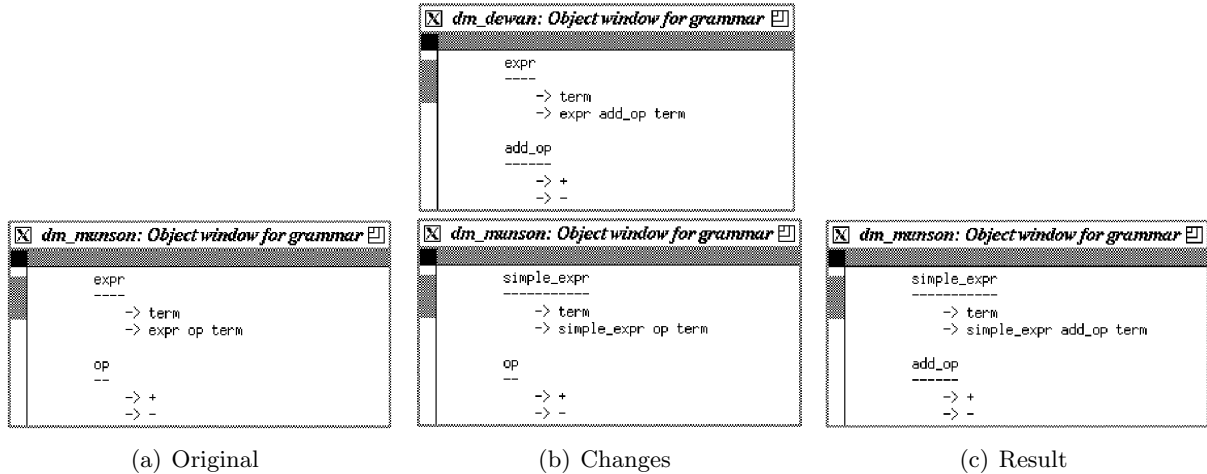 dm_dewan: Object window for grammar
expr
----
-> term
-> expr add_op term
add_op
------
-> +
-> -
dm_munson: Object window for grammar
expr
----
-> term
-> expr op term
op
--
-> +
-> -
(a) Original
dm_munson: Object window for grammar
simple_expr
-----------
-> term
-> simple_expr op term
op
--
-> +
-> -
(b) Changes
dm_munson: Object window for grammar
simple_expr
-----------
-> term
-> simple_expr add_op term
add_op
------
-> +
-> -
(c) Result